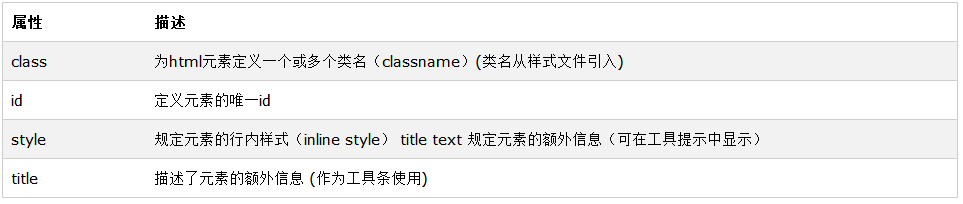 属性 描述
class 为html元素定义一个或多个类名（classname）(类名从样式文件引入)
id 定义元素的唯一id
style 规定元素的行内样式（inline style） title text 规定元素的额外信息（可在工具提示中显示）
title 描述了元素的额外信息 (作为工具条使用)